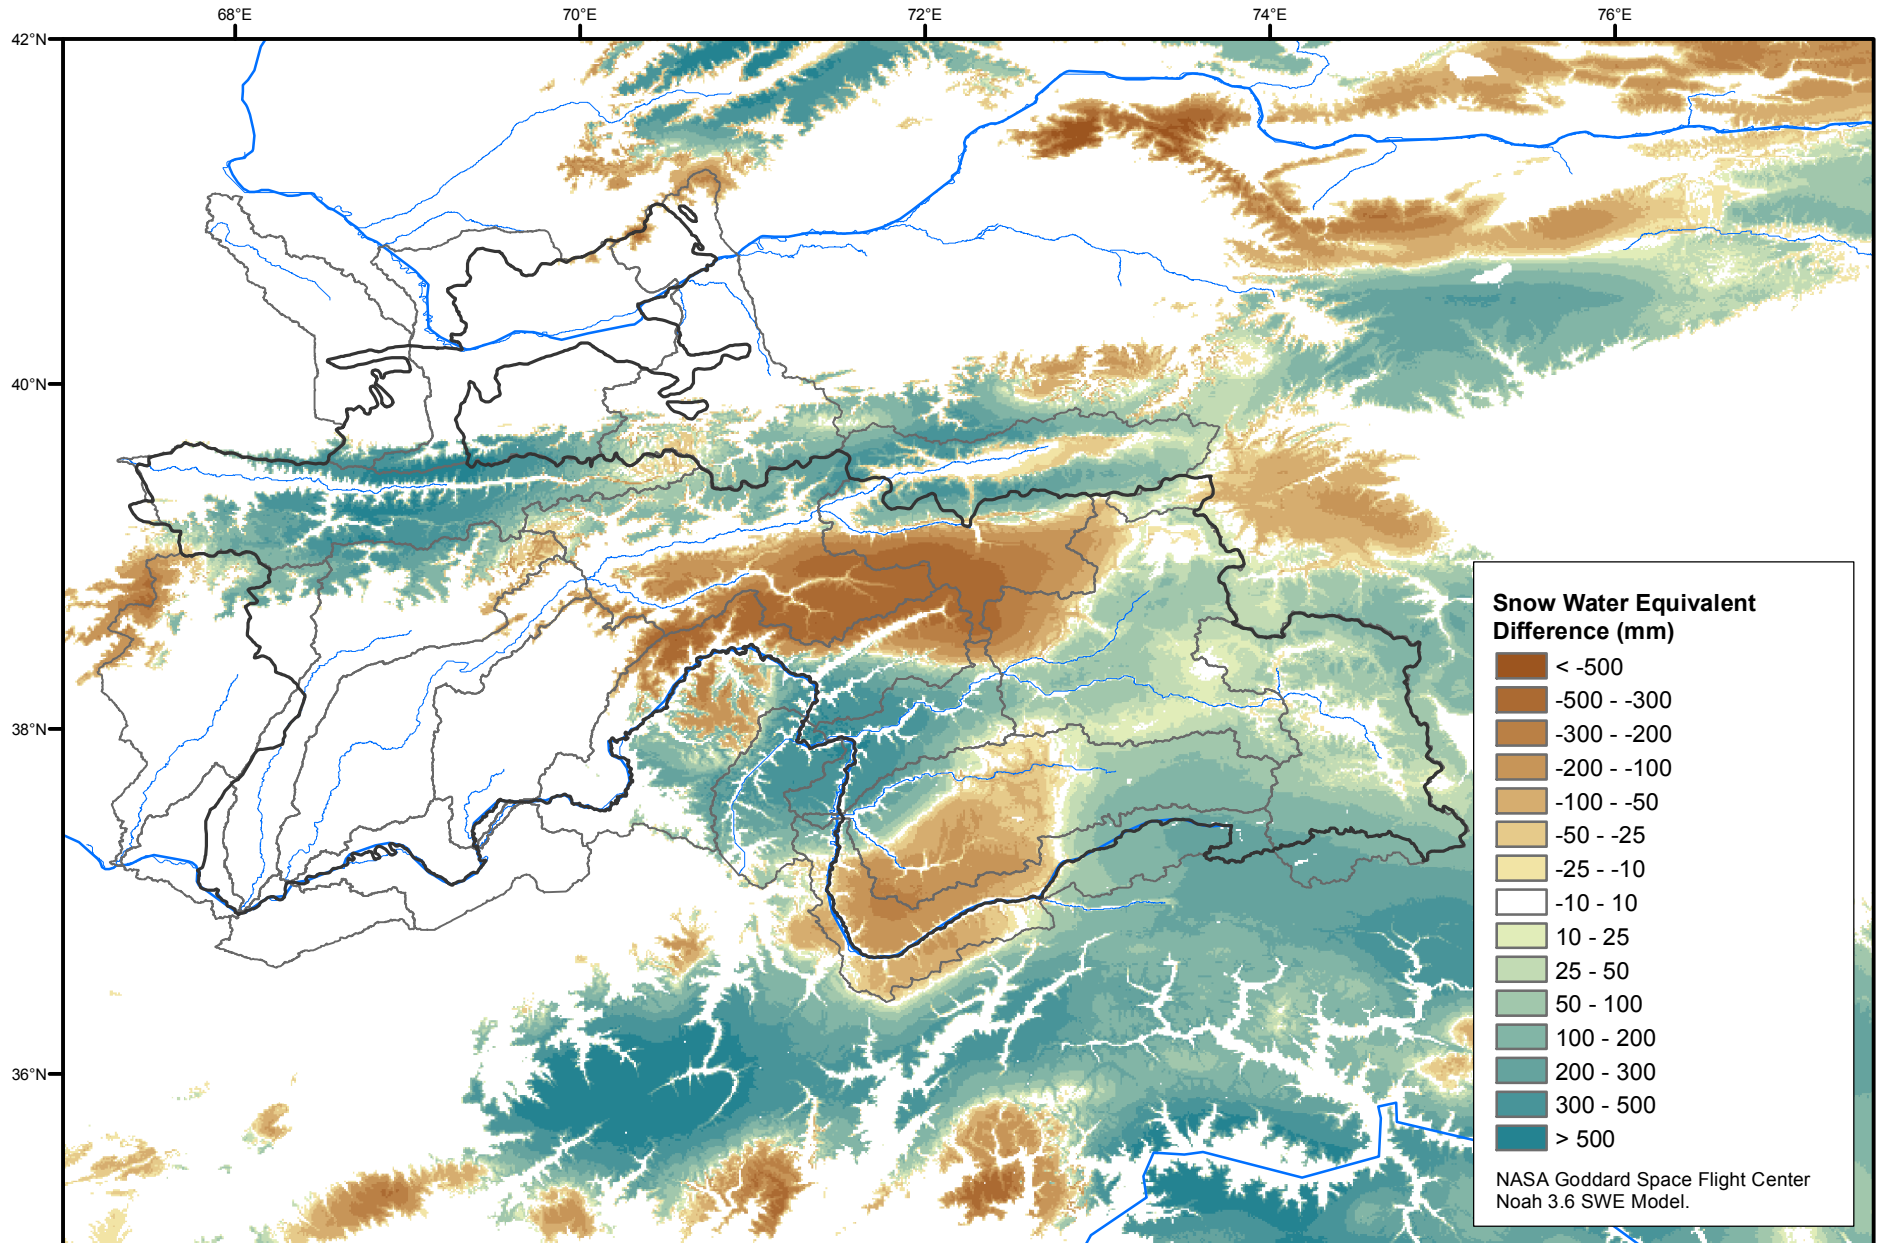 68°E 70°E 72°E 74°E 76°E
42°N
40°N
38°N
36°N
Snow Water Equivalent
Difference (mm)
< -500
-500 - -300
-300 - -200
-200 - -100
-100 - -50
-50 - -25
-25 - -10
-10 - 10
10 - 25
25 - 50
50 - 100
100 - 200
200 - 300
300 - 500
> 500
NASA Goddard Space Flight Center
Noah 3.6 SWE Model.